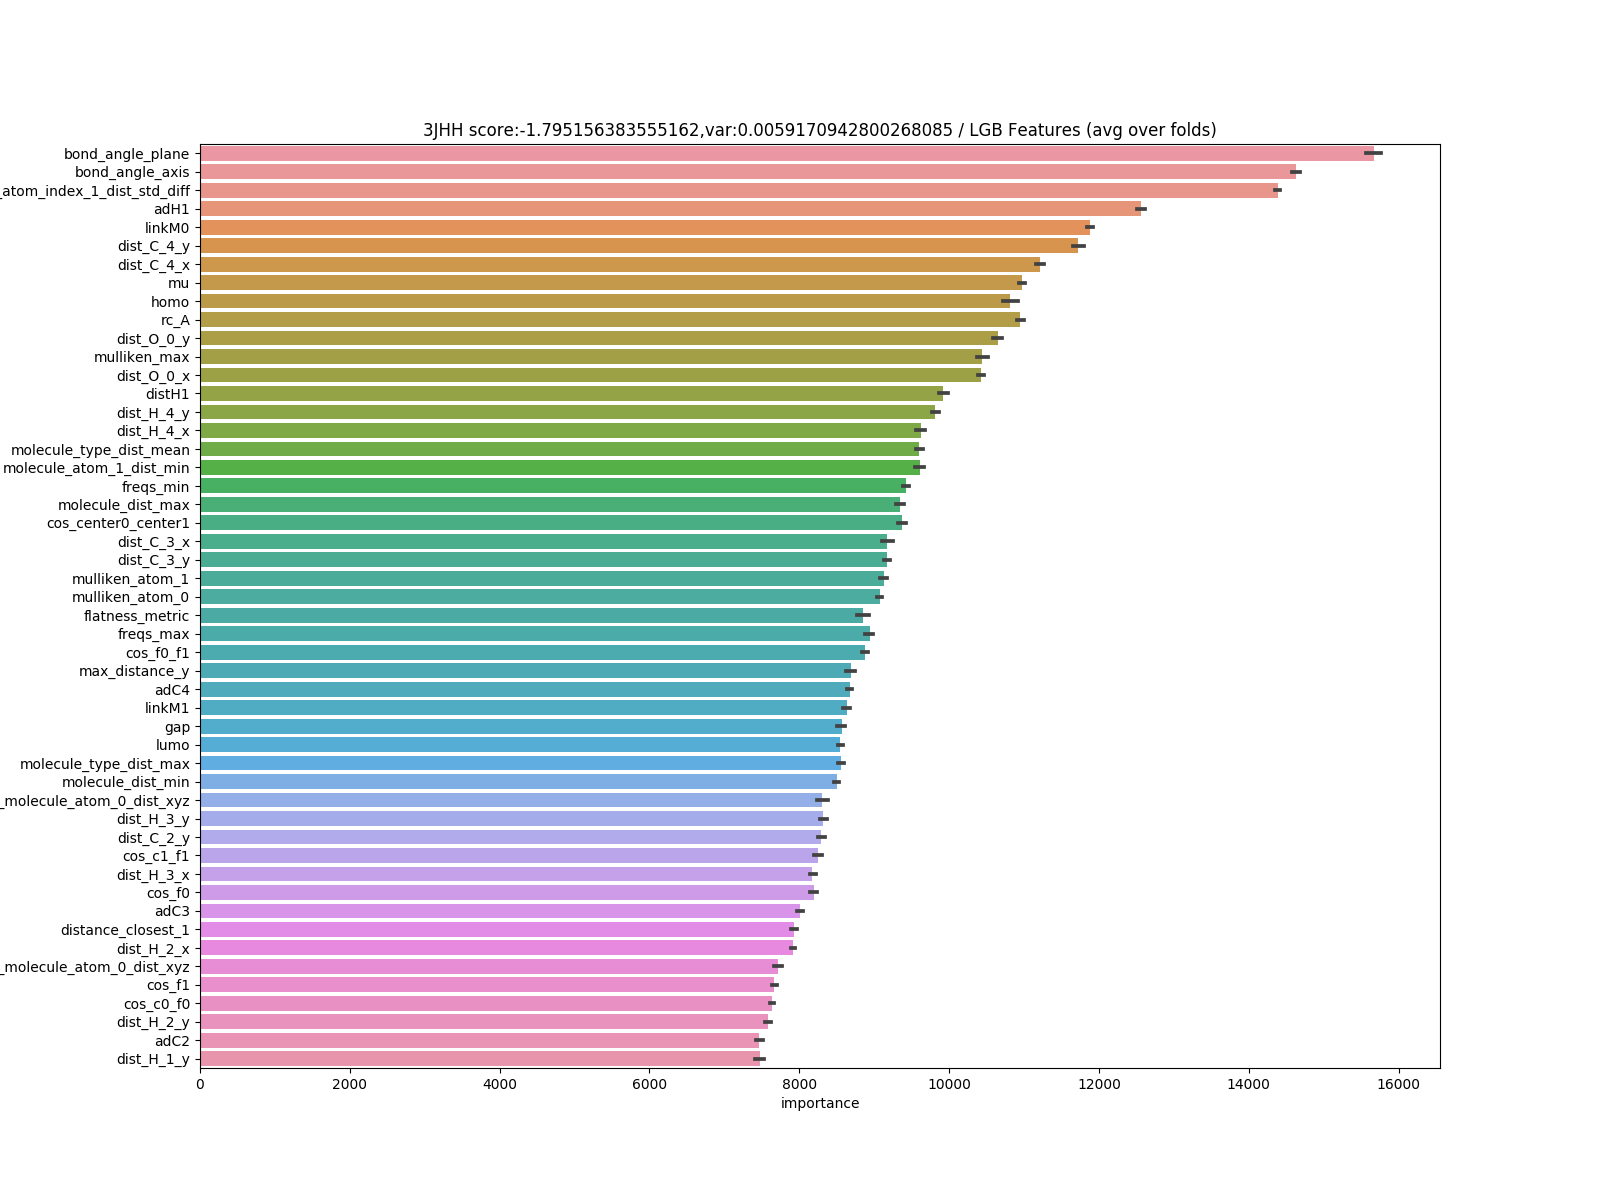 3JHH score:-1.795156383555162,var:0.0059170942800268085 / LGB Features (avg over folds)
bond_angle_plane
bond_angle_axis
_atom_index_1_dist_std_diff
adH1
linkM0
dist_C_4_y
dist_C_4_x
mu
homo
rc_A
dist_O_0_y
mulliken_max
dist_O_0_x
distH1
dist_H_4_y
dist_H_4_x
molecule_type_dist_mean
molecule_atom_1_dist_min
freqs_min
molecule_dist_max
cos_center0_center1
dist_C_3_x
dist_C_3_y
mulliken_atom_1
mulliken_atom_0
flatness_metric
freqs_max
cos_f0_f1
max_distance_y
adC4
linkM1
gap
lumo
molecule_type_dist_max
molecule_dist_min
_molecule_atom_0_dist_xyz
dist_H_3_y
dist_C_2_y
cos_c1_f1
dist_H_3_x
cos_f0
adC3
distance_closest_1
dist_H_2_x
_molecule_atom_0_dist_xyz
cos_f1
cos_c0_f0
dist_H_2_y
adC2
dist_H_1_y
0 2000 4000 6000 8000 10000 12000 14000 16000
importance